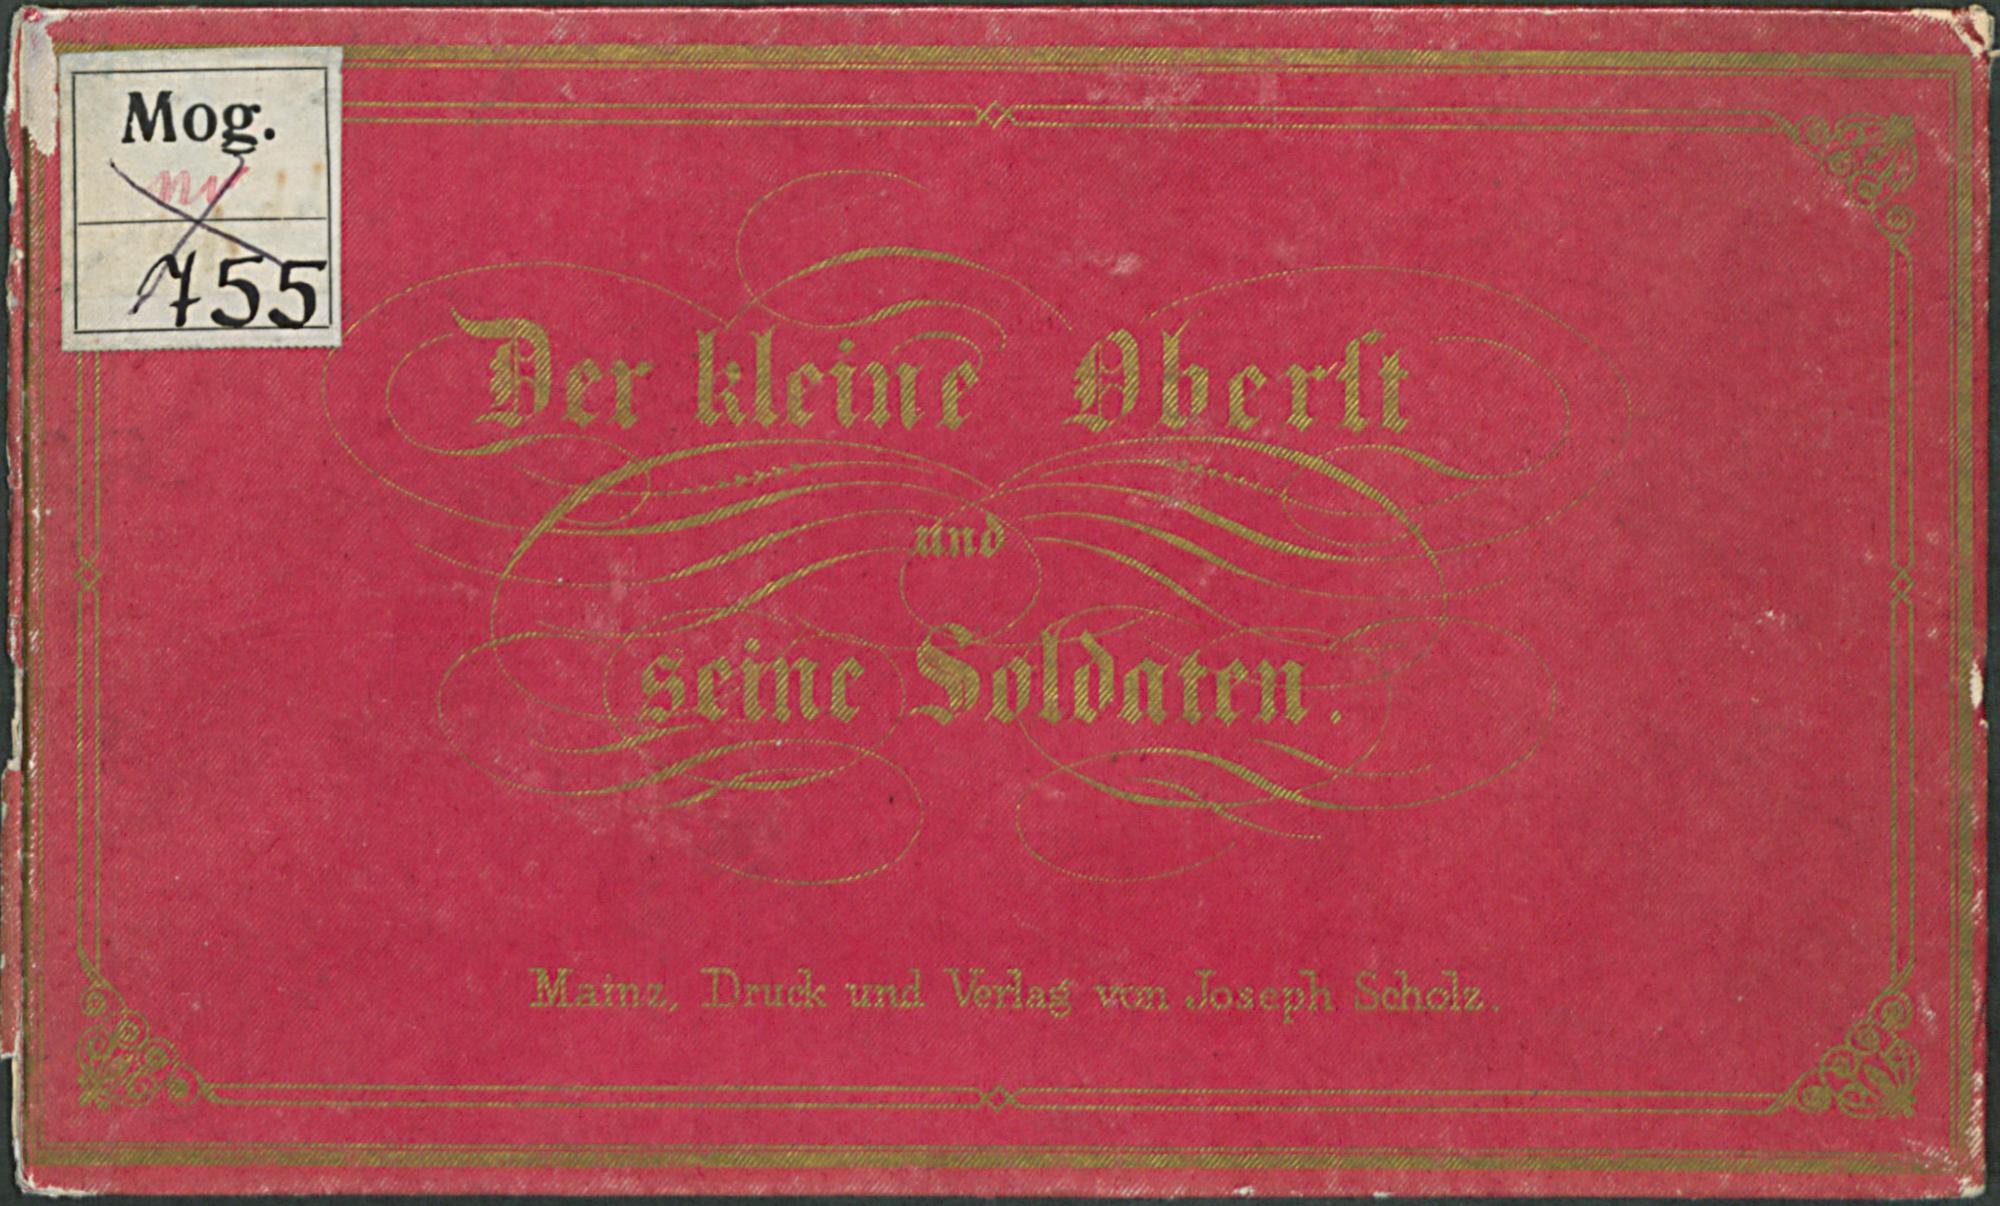 Mog.
755
Der kleine Oberst
und
seine Soldaten.
Mainz, Druck und Verlag von Joseph Scholz.